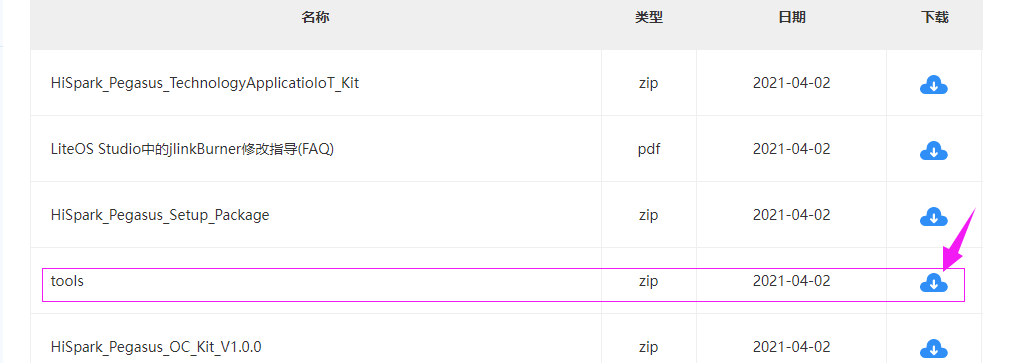 名称 类型 日期 下载
HiSpark_Pegasus_TechnologyApplicatioIoT_Kit zip 2021-04-02
LiteOS Studio中的jlinkBurner修改指导(FAQ) pdf 2021-04-02
HiSpark_Pegasus_Setup_Package zip 2021-04-02
tools zip 2021-04-02
HiSpark_Pegasus_OC_Kit_V1.0.0 zip 2021-04-02